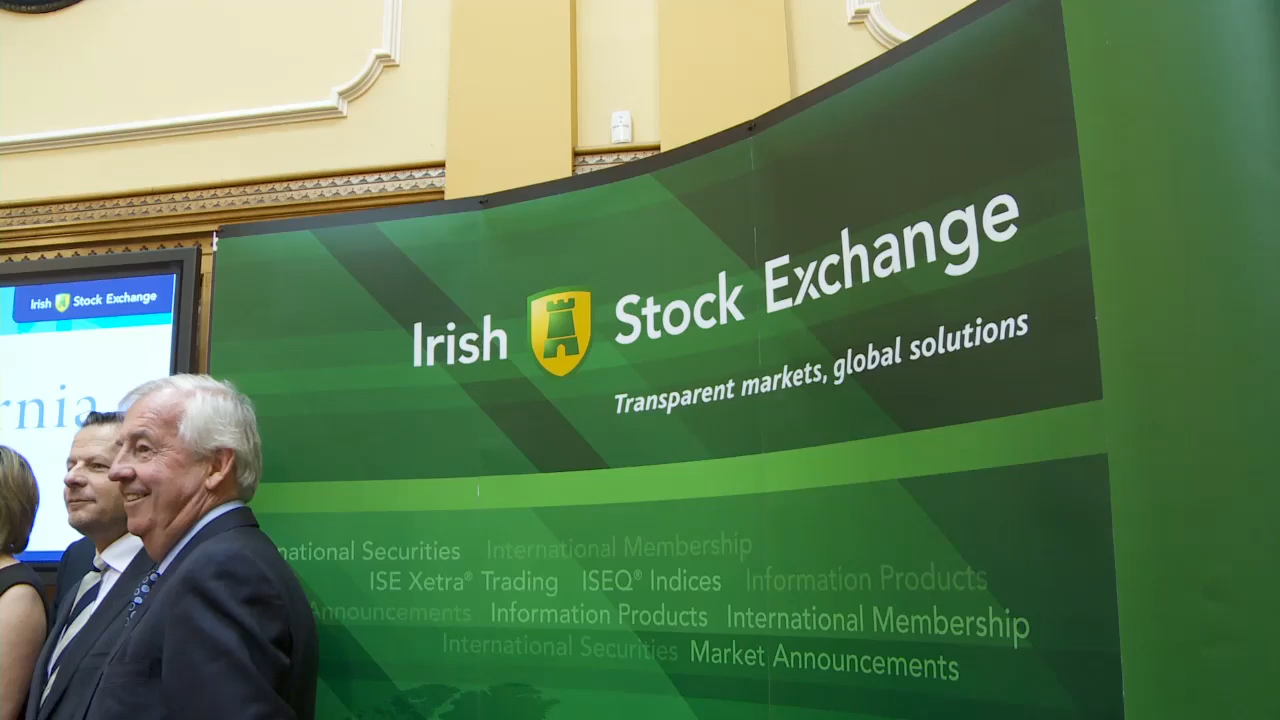 Irish Stock Exchange
rnia
Irish Stock Exchange
Transparent markets, global solutions
national Securities International Membership
ISE Xetra® Trading ISEQ® Indices Information Products
Announcements Information Products International Membership
International Securities Market Announcements